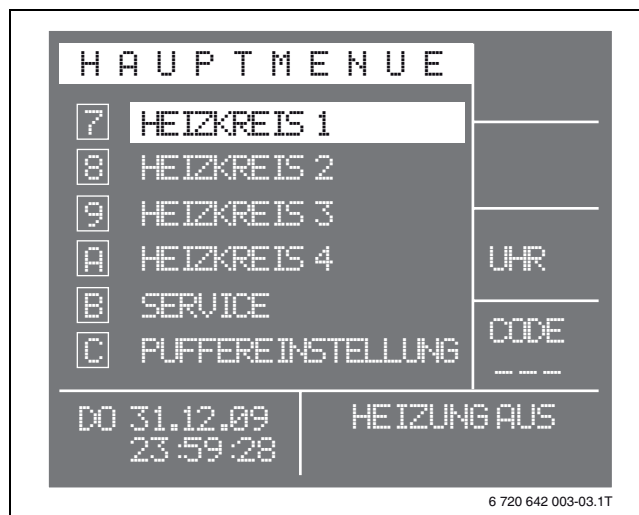 HAUPTMENUE
7 HEIZKREIS 1
8 HEIZKREIS 2
9 HEIZKREIS 3
A HEIZKREIS 4
B SERVICE
C PUFFEREINSTELLUNG
UHR
CODE
---
DO 31.12.09
23:59:28
HEIZUNG AUS
6 720 642 003-03.1T